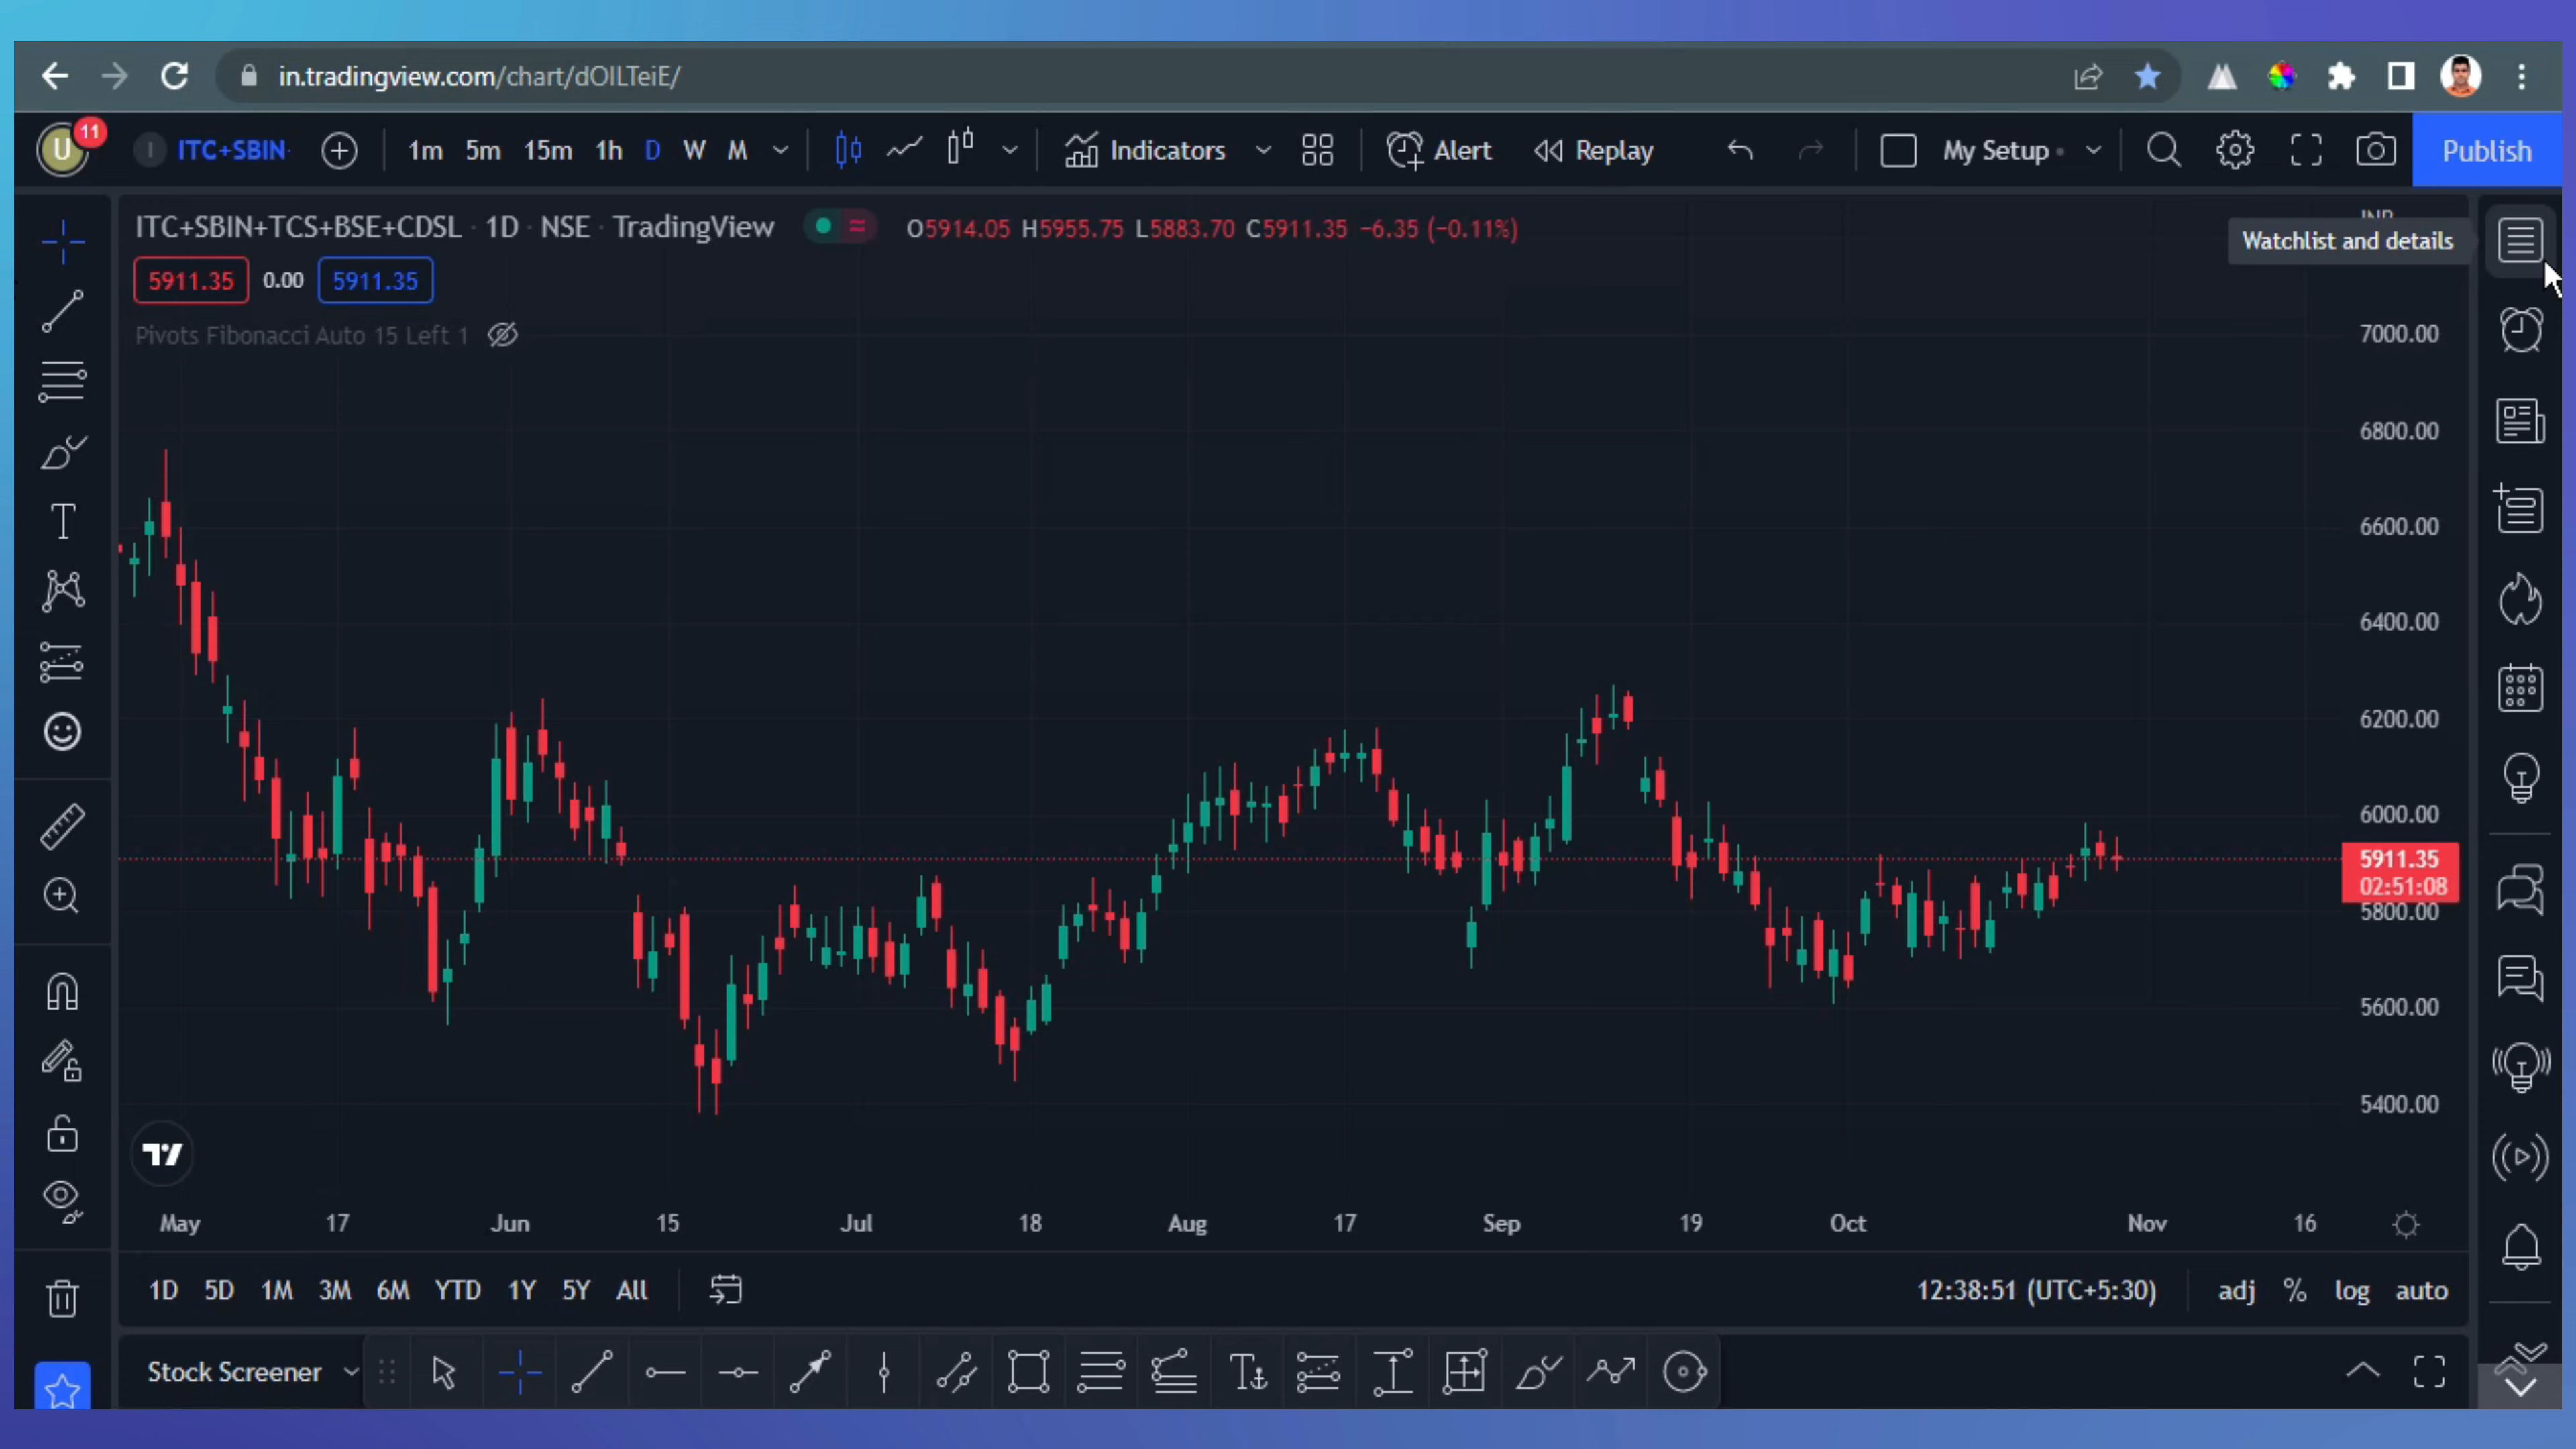 in.tradingview.com/chart/dOILTeiE/
U 11 ITC+SBIN 1m 5m 15m 1h D W M Indicators Alert Replay My Setup Publish
ITC+SBIN+TCS+BSE+CDSL · 1D · NSE · TradingView O5914.05 H5955.75 L5883.70 C5911.35 −6.35 (−0.11%)
Watchlist and details
5911.35 0.00 5911.35
Pivots Fibonacci Auto 15 Left 1
7000.00
6800.00
6600.00
6400.00
6200.00
6000.00
5911.35
02:51:08
5800.00
5600.00
5400.00
May 17 Jun 15 Jul 18 Aug 17 Sep 19 Oct Nov 16
1D 5D 1M 3M 6M YTD 1Y 5Y All 12:38:51 (UTC+5:30) adj % log auto
Stock Screener